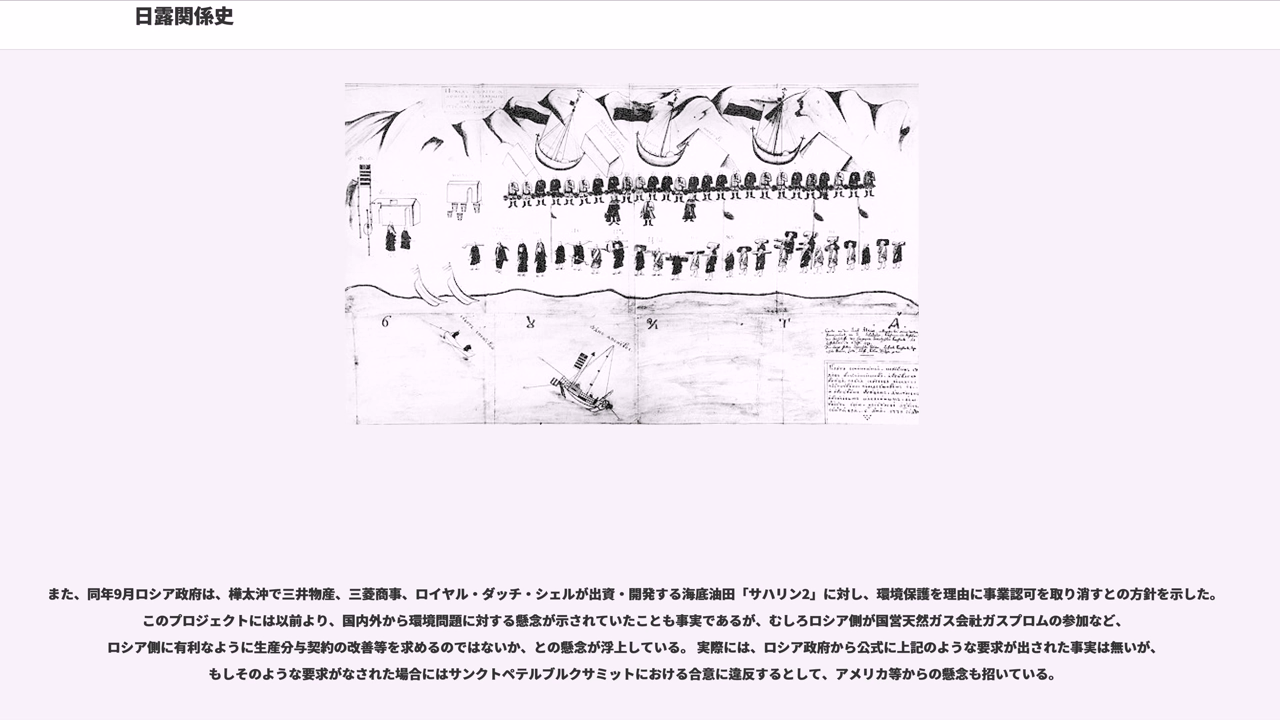 日露関係史
また、同年9月ロシア政府は、樺太沖で三井物産、三菱商事、ロイヤル・ダッチ・シェルが出資・開発する海底油田「サハリン2」に対し、環境保護を理由に事業認可を取り消すとの方針を示した。
このプロジェクトには以前より、国内外から環境問題に対する懸念が示されていたことも事実であるが、むしろロシア側が国営天然ガス会社ガスプロムの参加など、
ロシア側に有利なように生産分与契約の改善等を求めるのではないか、との懸念が浮上している。 実際には、ロシア政府から公式に上記のような要求が出された事実は無いが、
もしそのような要求がなされた場合にはサンクトペテルブルクサミットにおける合意に違反するとして、アメリカ等からの懸念も招いている。